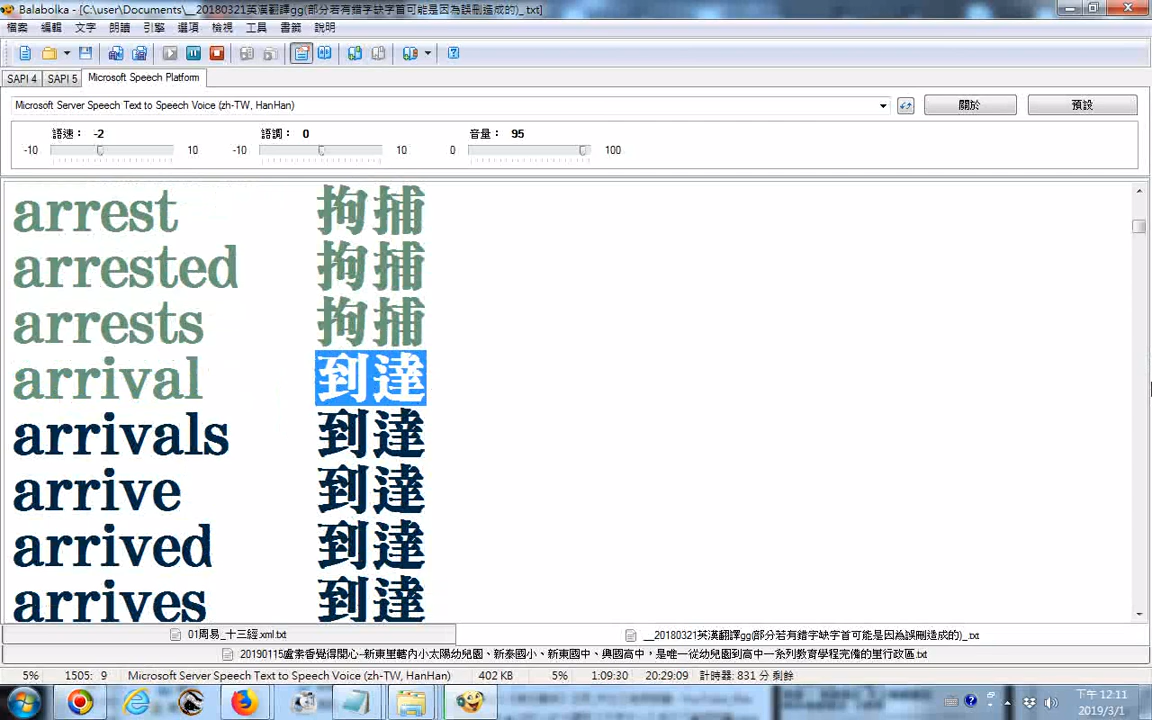 Balabolka - [C:\user\Documents\__20180321英漢翻譯gg(部分若有錯字缺字首可能是因為誤刪造成的)_.txt]
檔案 編輯 文字 朗讀 引擎 選項 檢視 工具 書籤 說明
SAPI 4 SAPI 5 Microsoft Speech Platform
Microsoft Server Speech Text to Speech Voice (zh-TW, HanHan) 關於 預設
語速： -2 語調： 0 音量： 95
-10 10 -10 10 0 100
arrest 拘捕
arrested 拘捕
arrests 拘捕
arrival 到達
arrivals 到達
arrive 到達
arrived 到達
arrives 到達
01周易_十三經.xml.txt __20180321英漢翻譯gg(部分若有錯字缺字首可能是因為誤刪造成的)_.txt
20190115盧素香覺得開心-新東里轄內小太陽幼兒園、新泰國小、新東國中、興國高中，是唯一從幼兒園到高中一系列教育學程完備的里行政區.txt
5% 1505: 9 Microsoft Server Speech Text to Speech Voice (zh-TW, HanHan) 402 KB 5% 1:09:30 20:29:09 計時器: 831 分 剩餘
下午 12:11
2019/3/1